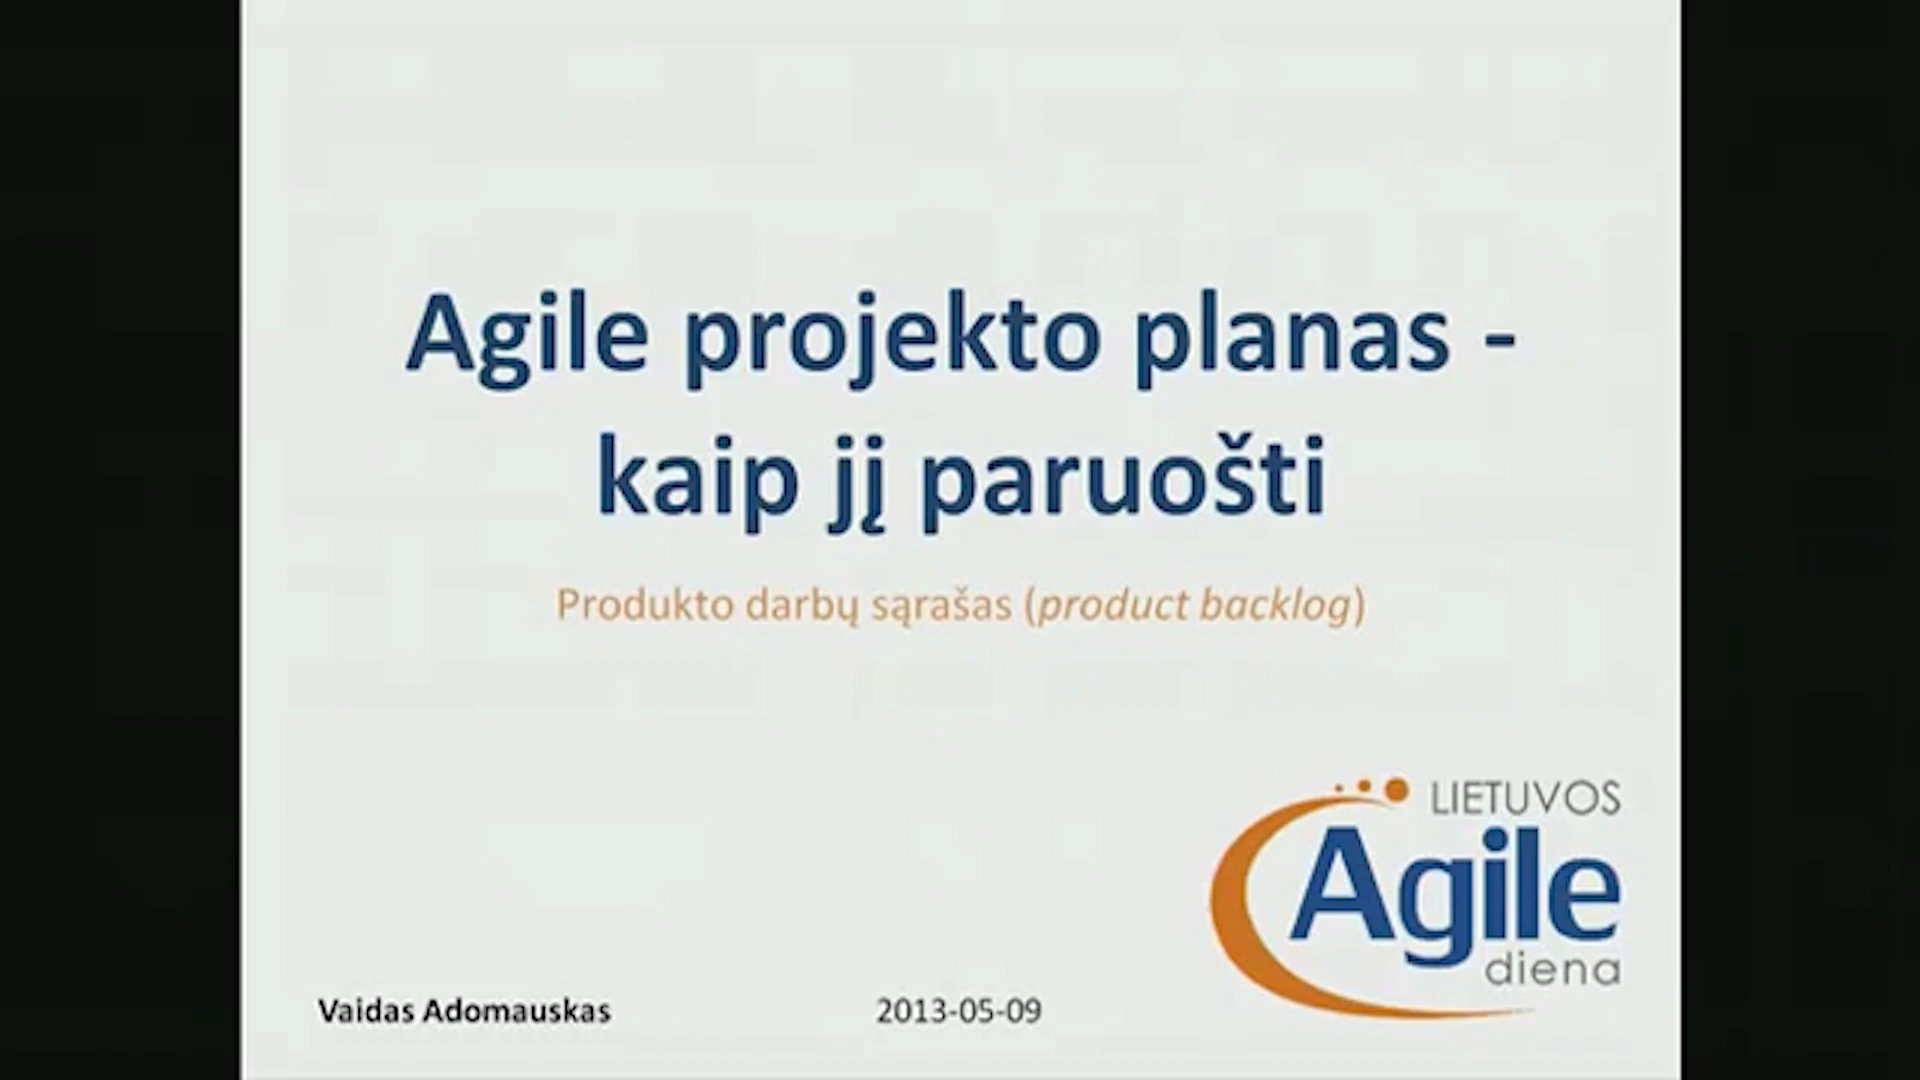 Agile projekto planas -
kaip jį paruošti
Produkto darbų sąrašas (product backlog)
LIETUVOS
Agile
diena
Vaidas Adomauskas
2013-05-09